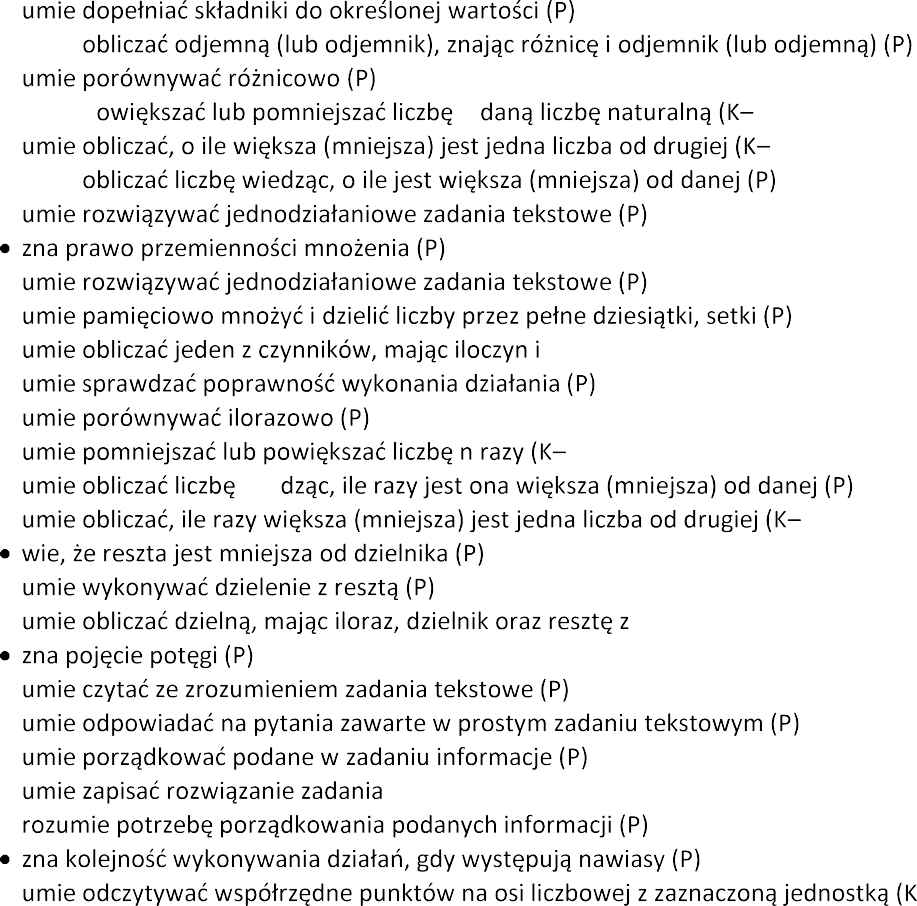 umie dopełniać składniki do określonej wartości (P)
obliczać odjemną (lub odjemnik), znając różnicę i odjemnik (lub odjemną) (P)
umie porównywać różnicowo (P)
owiększać lub pomniejszać liczbę daną liczbę naturalną (K–
umie obliczać, o ile większa (mniejsza) jest jedna liczba od drugiej (K–
obliczać liczbę wiedząc, o ile jest większa (mniejsza) od danej (P)
umie rozwiązywać jednodziałaniowe zadania tekstowe (P)
• zna prawo przemienności mnożenia (P)
umie rozwiązywać jednodziałaniowe zadania tekstowe (P)
umie pamięciowo mnożyć i dzielić liczby przez pełne dziesiątki, setki (P)
umie obliczać jeden z czynników, mając iloczyn i
umie sprawdzać poprawność wykonania działania (P)
umie porównywać ilorazowo (P)
umie pomniejszać lub powiększać liczbę n razy (K–
umie obliczać liczbę dząc, ile razy jest ona większa (mniejsza) od danej (P)
umie obliczać, ile razy większa (mniejsza) jest jedna liczba od drugiej (K–
• wie, że reszta jest mniejsza od dzielnika (P)
umie wykonywać dzielenie z resztą (P)
umie obliczać dzielną, mając iloraz, dzielnik oraz resztę z
• zna pojęcie potęgi (P)
umie czytać ze zrozumieniem zadania tekstowe (P)
umie odpowiadać na pytania zawarte w prostym zadaniu tekstowym (P)
umie porządkować podane w zadaniu informacje (P)
umie zapisać rozwiązanie zadania
rozumie potrzebę porządkowania podanych informacji (P)
• zna kolejność wykonywania działań, gdy występują nawiasy (P)
umie odczytywać współrzędne punktów na osi liczbowej z zaznaczoną jednostką (K